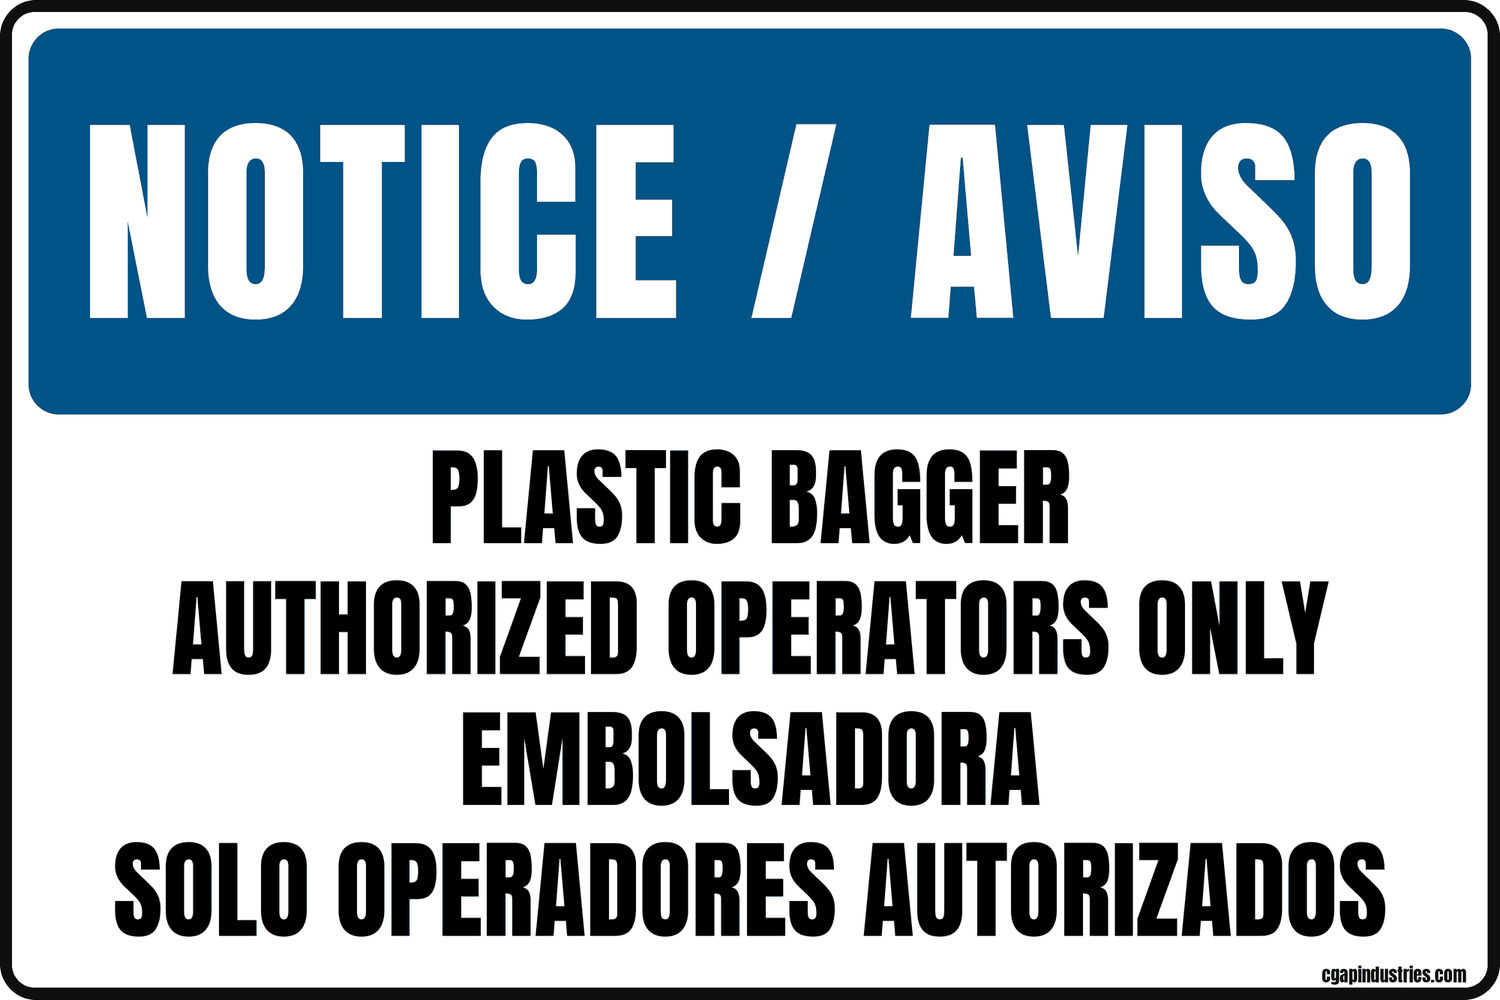 NOTICE / AVISO
PLASTIC BAGGER
AUTHORIZED OPERATORS ONLY
EMBOLSADORA
SOLO OPERADORES AUTORIZADOS
cgapindustries.com